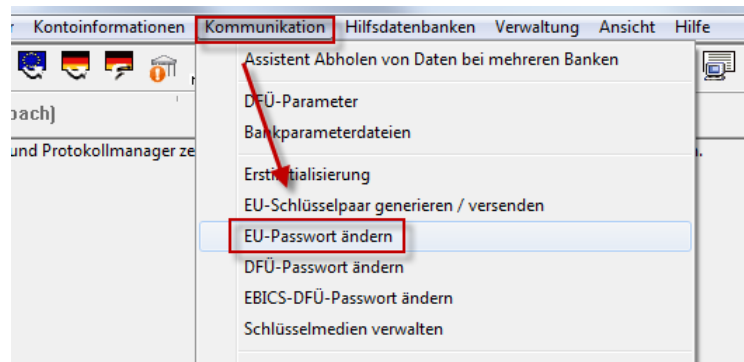 Kontoinformationen Kommunikation Hilfsdatenbanken Verwaltung Ansicht Hilfe
Assistent Abholen von Daten bei mehreren Banken
DFÜ-Parameter
bach)
Bankparameterdateien
und Protokollmanager ze
Erstinitialisierung
EU-Schlüsselpaar generieren / versenden
EU-Passwort ändern
DFÜ-Passwort ändern
EBICS-DFÜ-Passwort ändern
Schlüsselmedien verwalten